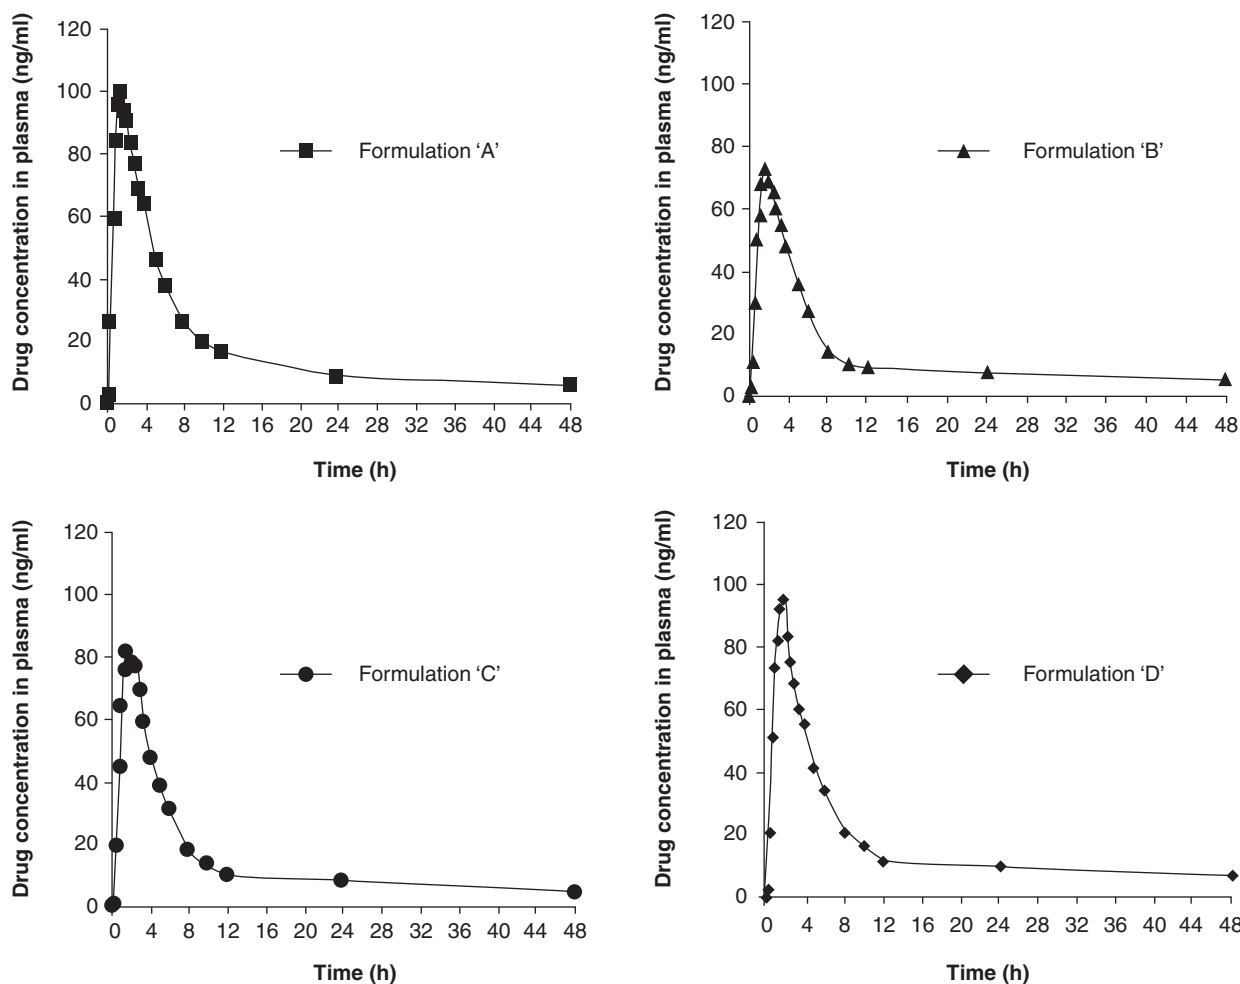 Drug concentration in plasma (ng/ml)
120
100
80
60
40
20
0
0 4 8 12 16 20 24 28 32 36 40 44 48
Time (h)
Formulation ‘A’
Drug concentration in plasma (ng/ml)
120
100
80
60
40
20
0
0 4 8 12 16 20 24 28 32 36 40 44 48
Time (h)
Formulation ‘B’
Drug concentration in plasma (ng/ml)
120
100
80
60
40
20
0
0 4 8 12 16 20 24 28 32 36 40 44 48
Time (h)
Formulation ‘C’
Drug concentration in plasma (ng/ml)
120
100
80
60
40
20
0
0 4 8 12 16 20 24 28 32 36 40 44 48
Time (h)
Formulation ‘D’